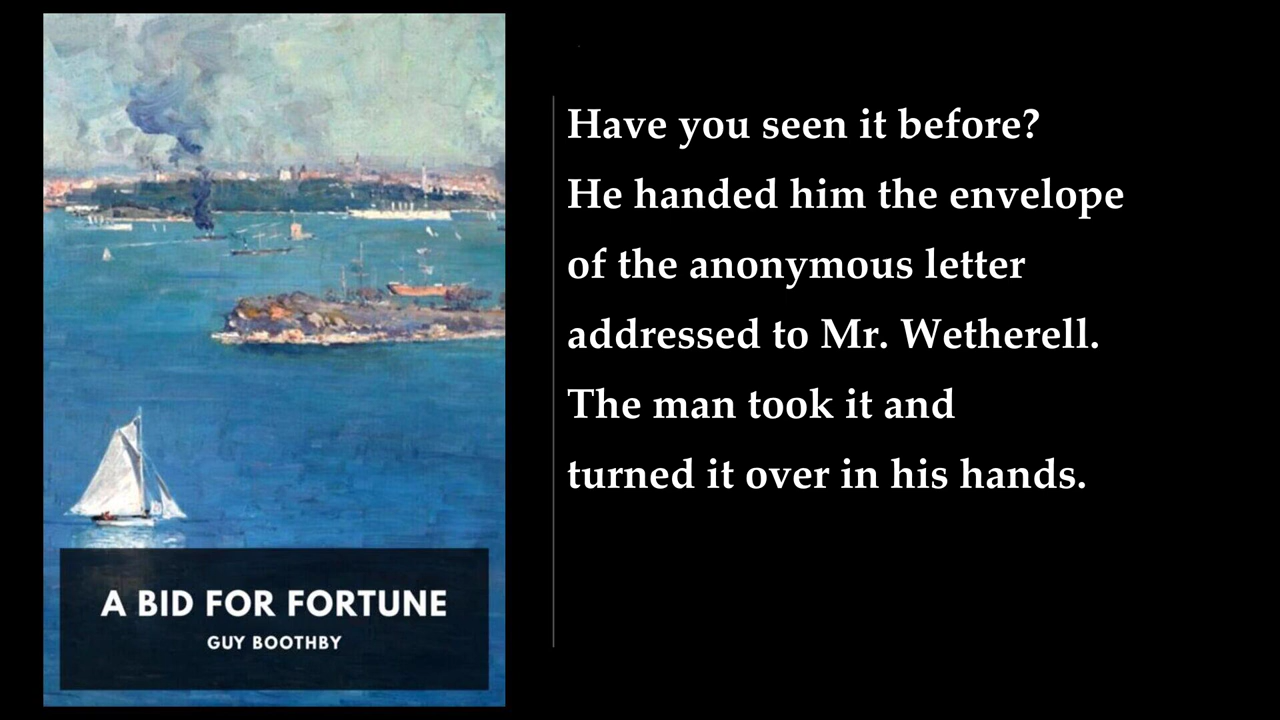 A BID FOR FORTUNE
GUY BOOTHBY
Have you seen it before?
He handed him the envelope
of the anonymous letter
addressed to Mr. Wetherell.
The man took it and
turned it over in his hands.